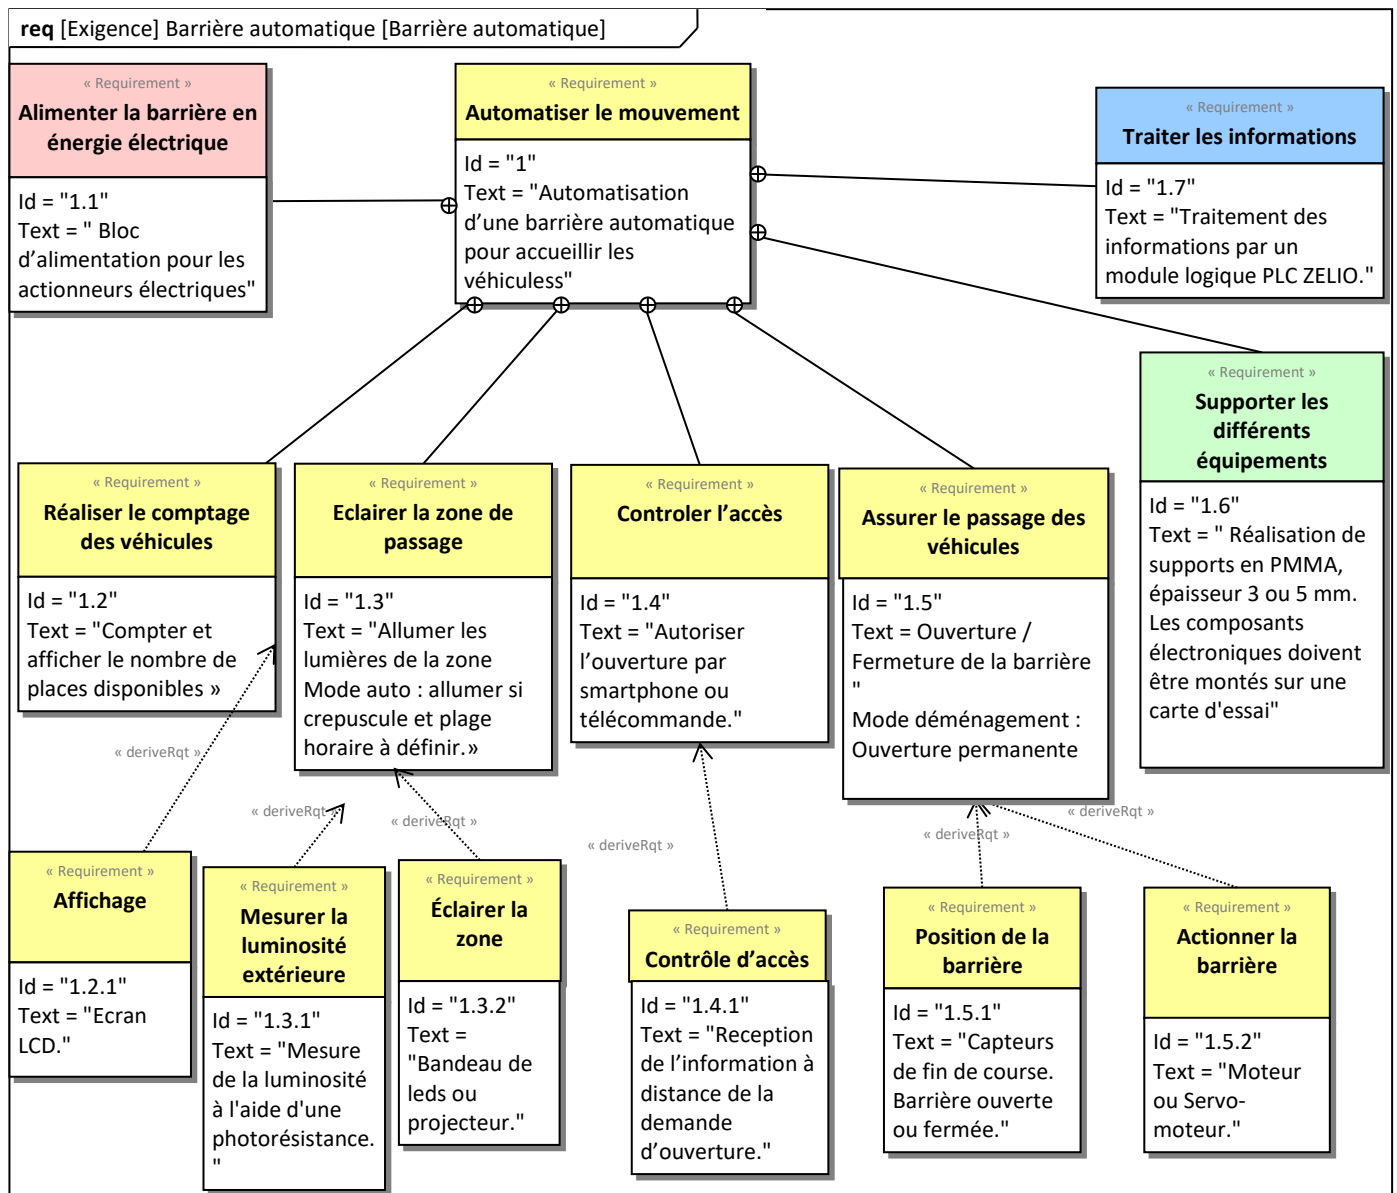 req [Exigence] Barrière automatique [Barrière automatique]
« Requirement »
Alimenter la barrière en
énergie électrique
Id = "1.1"
Text = " Bloc
d’alimentation pour les
actionneurs électriques"
« Requirement »
Automatiser le mouvement
Id = "1"
Text = "Automatisation
d’une barrière automatique
pour accueillir les
véhiculess"
« Requirement »
Traiter les informations
Id = "1.7"
Text = "Traitement des
informations par un
module logique PLC ZELIO."
« Requirement »
Supporter les
différents
équipements
Id = "1.6"
Text = " Réalisation de
supports en PMMA,
épaisseur 3 ou 5 mm.
Les composants
électroniques doivent
être montés sur une
carte d'essai"
« Requirement »
Réaliser le comptage
des véhicules
Id = "1.2"
Text = "Compter et
afficher le nombre de
places disponibles »
« Requirement »
Eclairer la zone de
passage
Id = "1.3"
Text = "Allumer les
lumières de la zone
Mode auto : allumer si
crepuscule et plage
horaire à définir.»
« Requirement »
Controler l’accès
Id = "1.4"
Text = "Autoriser
l’ouverture par
smartphone ou
télécommande."
« Requirement »
Assurer le passage des
véhicules
Id = "1.5"
Text = Ouverture /
Fermeture de la barrière
"
Mode déménagement :
Ouverture permanente
« deriveRqt »
« deriveRqt »
« deriveRqt »
« deriveRqt »
« deriveRqt »
« deriveRqt »
« Requirement »
Affichage
Id = "1.2.1"
Text = "Ecran
LCD."
« Requirement »
Mesurer la
luminosité
extérieure
Id = "1.3.1"
Text = "Mesure
de la luminosité
à l'aide d'une
photorésistance.
"
« Requirement »
Éclairer la
zone
Id = "1.3.2"
Text =
"Bandeau de
leds ou
projecteur."
« Requirement »
Contrôle d’accès
Id = "1.4.1"
Text = "Reception
de l’information à
distance de la
demande
d’ouverture."
« Requirement »
Position de la
barrière
Id = "1.5.1"
Text = "Capteurs
de fin de course.
Barrière ouverte
ou fermée."
« Requirement »
Actionner la
barrière
Id = "1.5.2"
Text = "Moteur
ou Servo-
moteur."